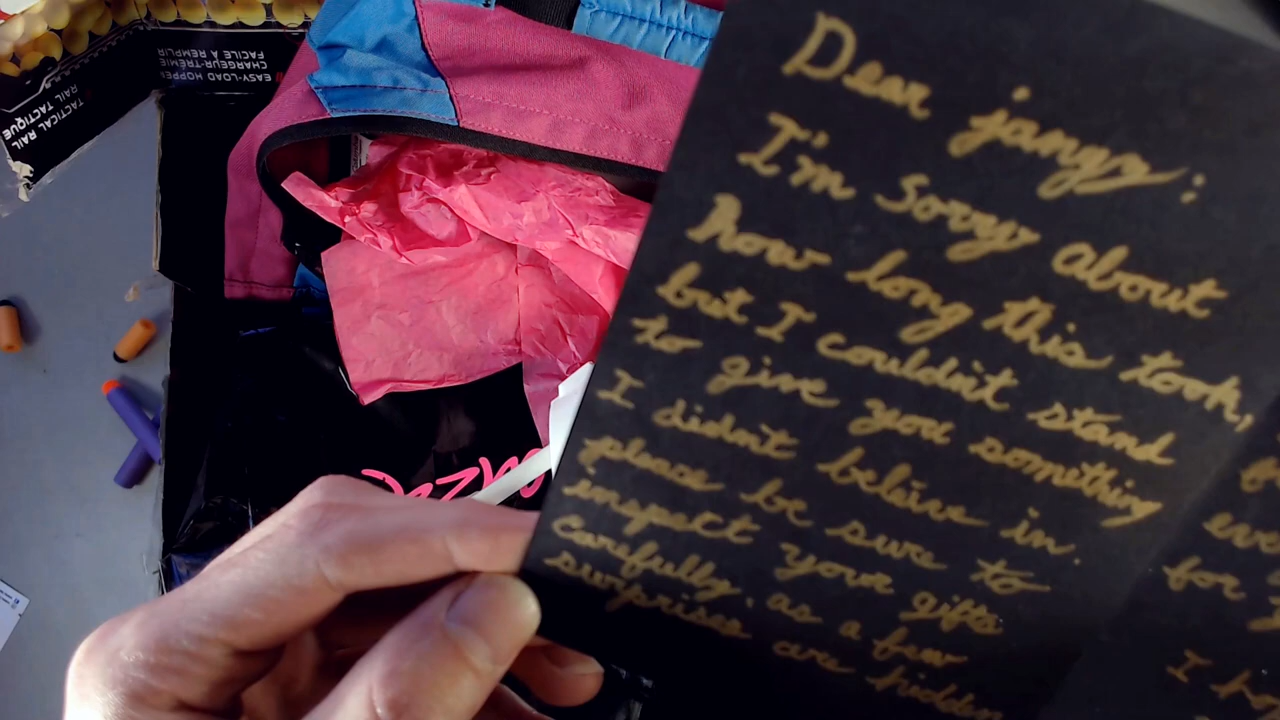 EASY-LOAD HOPPER
CHARGEUR-TRÉMIE
FACILE À REMPLIR
TACTICAL RAIL
RAIL TACTIQUE
Dear jangy:
I'm Sorry about
how long this took,
but I couldn't stand
to give you something
I didn't beleive in.
please be sure to
inspect your gifts
carefully. as a few
surprises are hidden
for
I